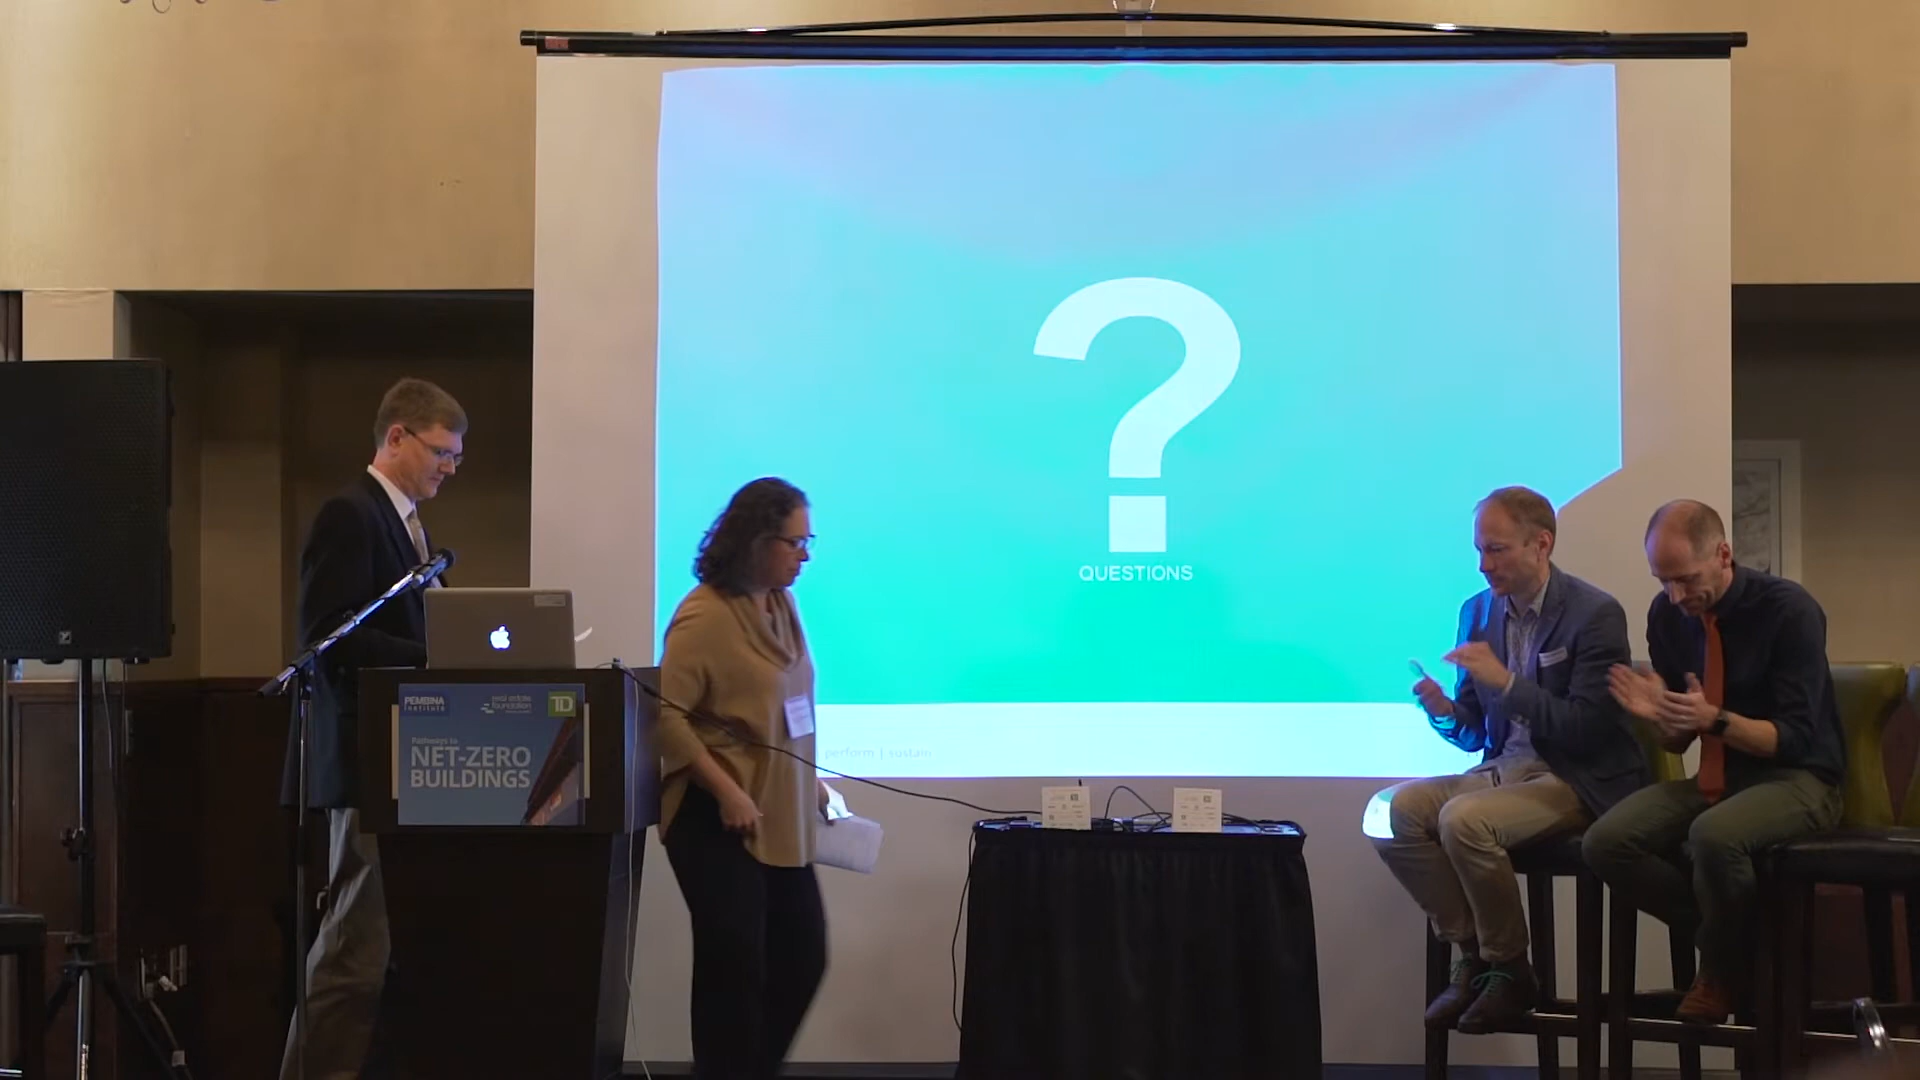 ?
QUESTIONS
perform | sustain
PEMBINA
institute
real estate
foundation
TD
Pathways to
NET-ZERO
BUILDINGS